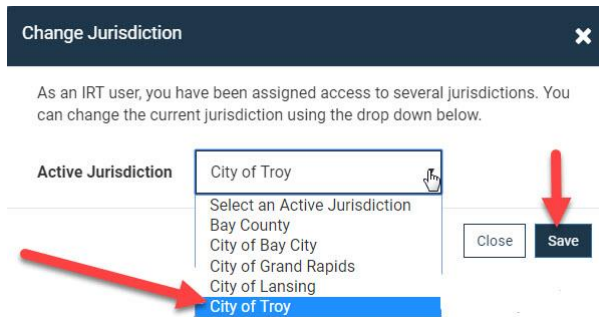 Change Jurisdiction
As an IRT user, you have been assigned access to several jurisdictions. You
can change the current jurisdiction using the drop down below.
Active Jurisdiction
City of Troy
Select an Active Jurisdiction
Bay County
City of Bay City
City of Grand Rapids
City of Lansing
City of Troy
Close
Save